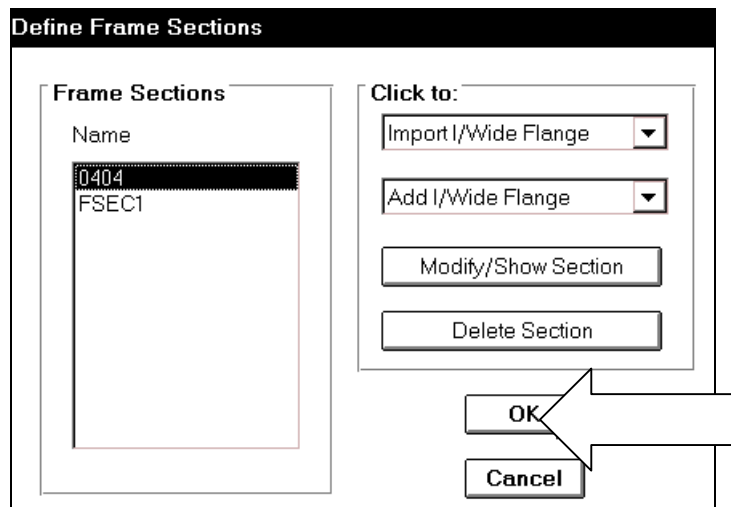 Define Frame Sections
Frame Sections
Name
0404
FSEC1
Click to:
Import I/Wide Flange
Add I/Wide Flange
Modify/Show Section
Delete Section
OK
Cancel